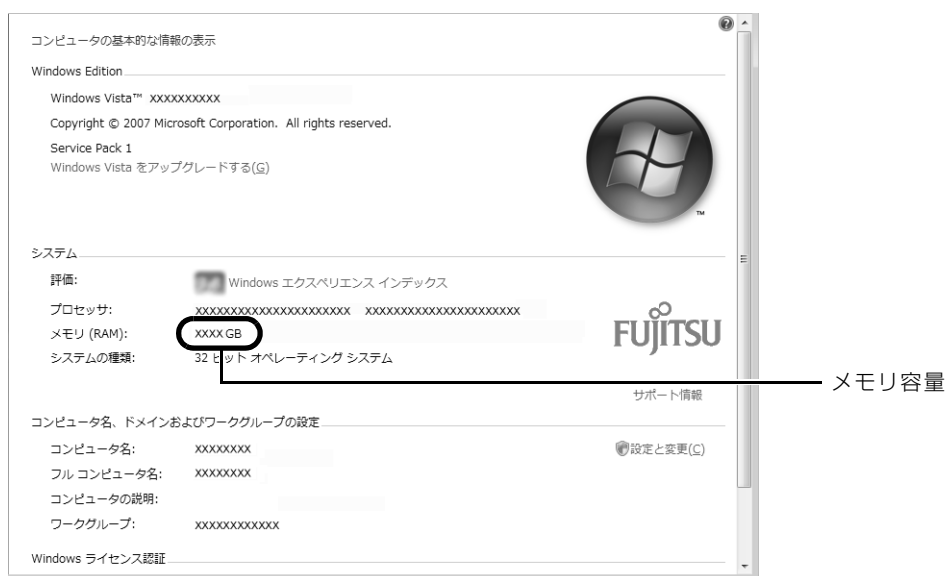 コンピュータの基本的な情報の表示
Windows Edition
Windows Vista™ xxxxxxxxxx
Copyright © 2007 Microsoft Corporation. All rights reserved.
Service Pack 1
Windows Vista をアップグレードする(G)
TM
システム
評価: Windows エクスペリエンス インデックス
プロセッサ: xxxxxxxxxxxxxxxxxxxxxx xxxxxxxxxxxxxxxxxxxxxx
メモリ (RAM): xxxx GB
FUJITSU
システムの種類: 32 ビット オペレーティング システム
メモリ容量
サポート情報
コンピュータ名、ドメインおよびワークグループの設定
コンピュータ名: xxxxxxxx 設定と変更(C)
フル コンピュータ名: xxxxxxxx
コンピュータの説明:
ワークグループ: xxxxxxxxxxxx
Windows ライセンス認証